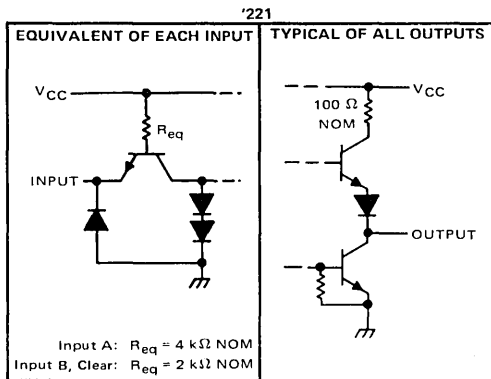 '221
EQUIVALENT OF EACH INPUT
VCC
Req
INPUT
Input A: Req = 4 kΩ NOM
Input B, Clear: Req = 2 kΩ NOM
TYPICAL OF ALL OUTPUTS
VCC
100 Ω
NOM
OUTPUT